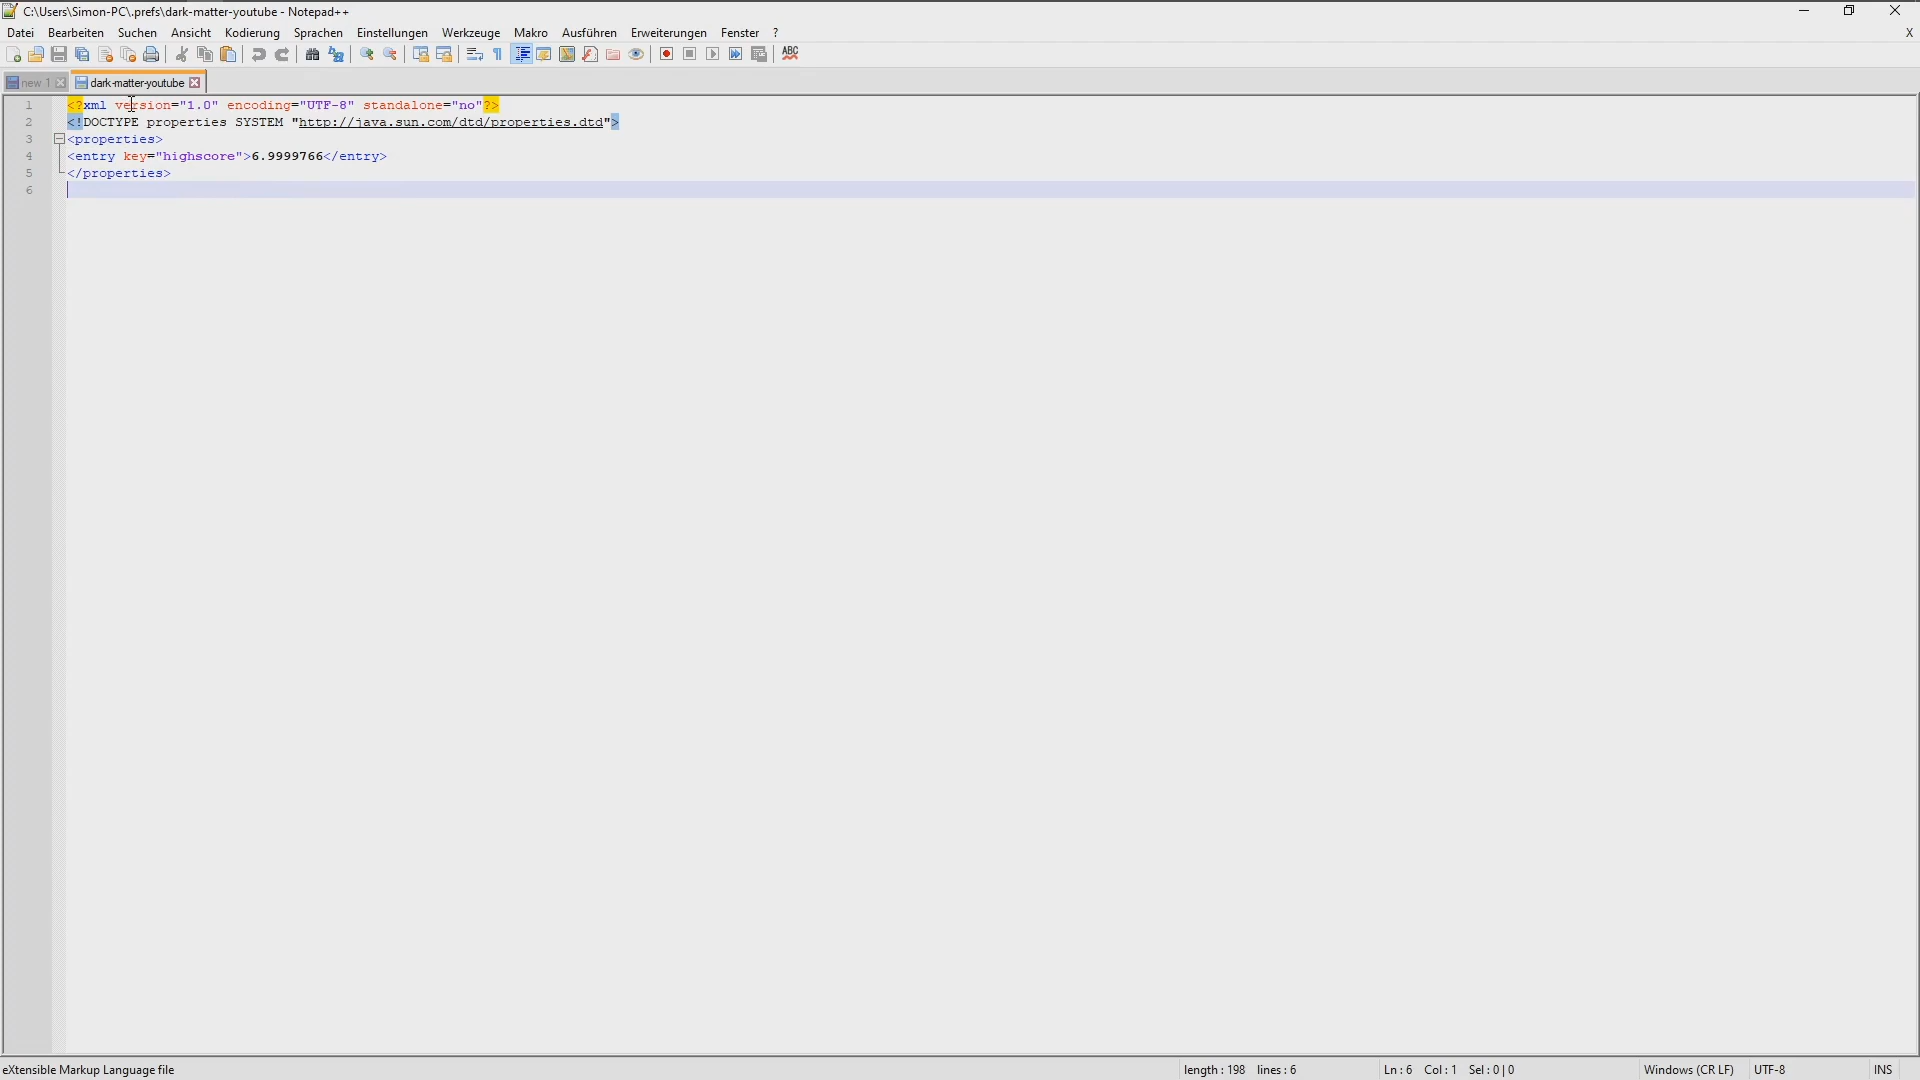 C:\Users\Simon-PC\.prefs\dark-matter-youtube - Notepad++
Datei Bearbeiten Suchen Ansicht Kodierung Sprachen Einstellungen Werkzeuge Makro Ausführen Erweiterungen Fenster ? X
ABC
new 1 dark-matter-youtube
1 <?xml version="1.0" encoding="UTF-8" standalone="no"?>
2 <!DOCTYPE properties SYSTEM "http://java.sun.com/dtd/properties.dtd">
3 <properties>
4 <entry key="highscore">6.9999766</entry>
5 </properties>
6
eXtensible Markup Language file length : 198 lines : 6 Ln : 6 Col : 1 Sel : 0 | 0 Windows (CR LF) UTF-8 INS